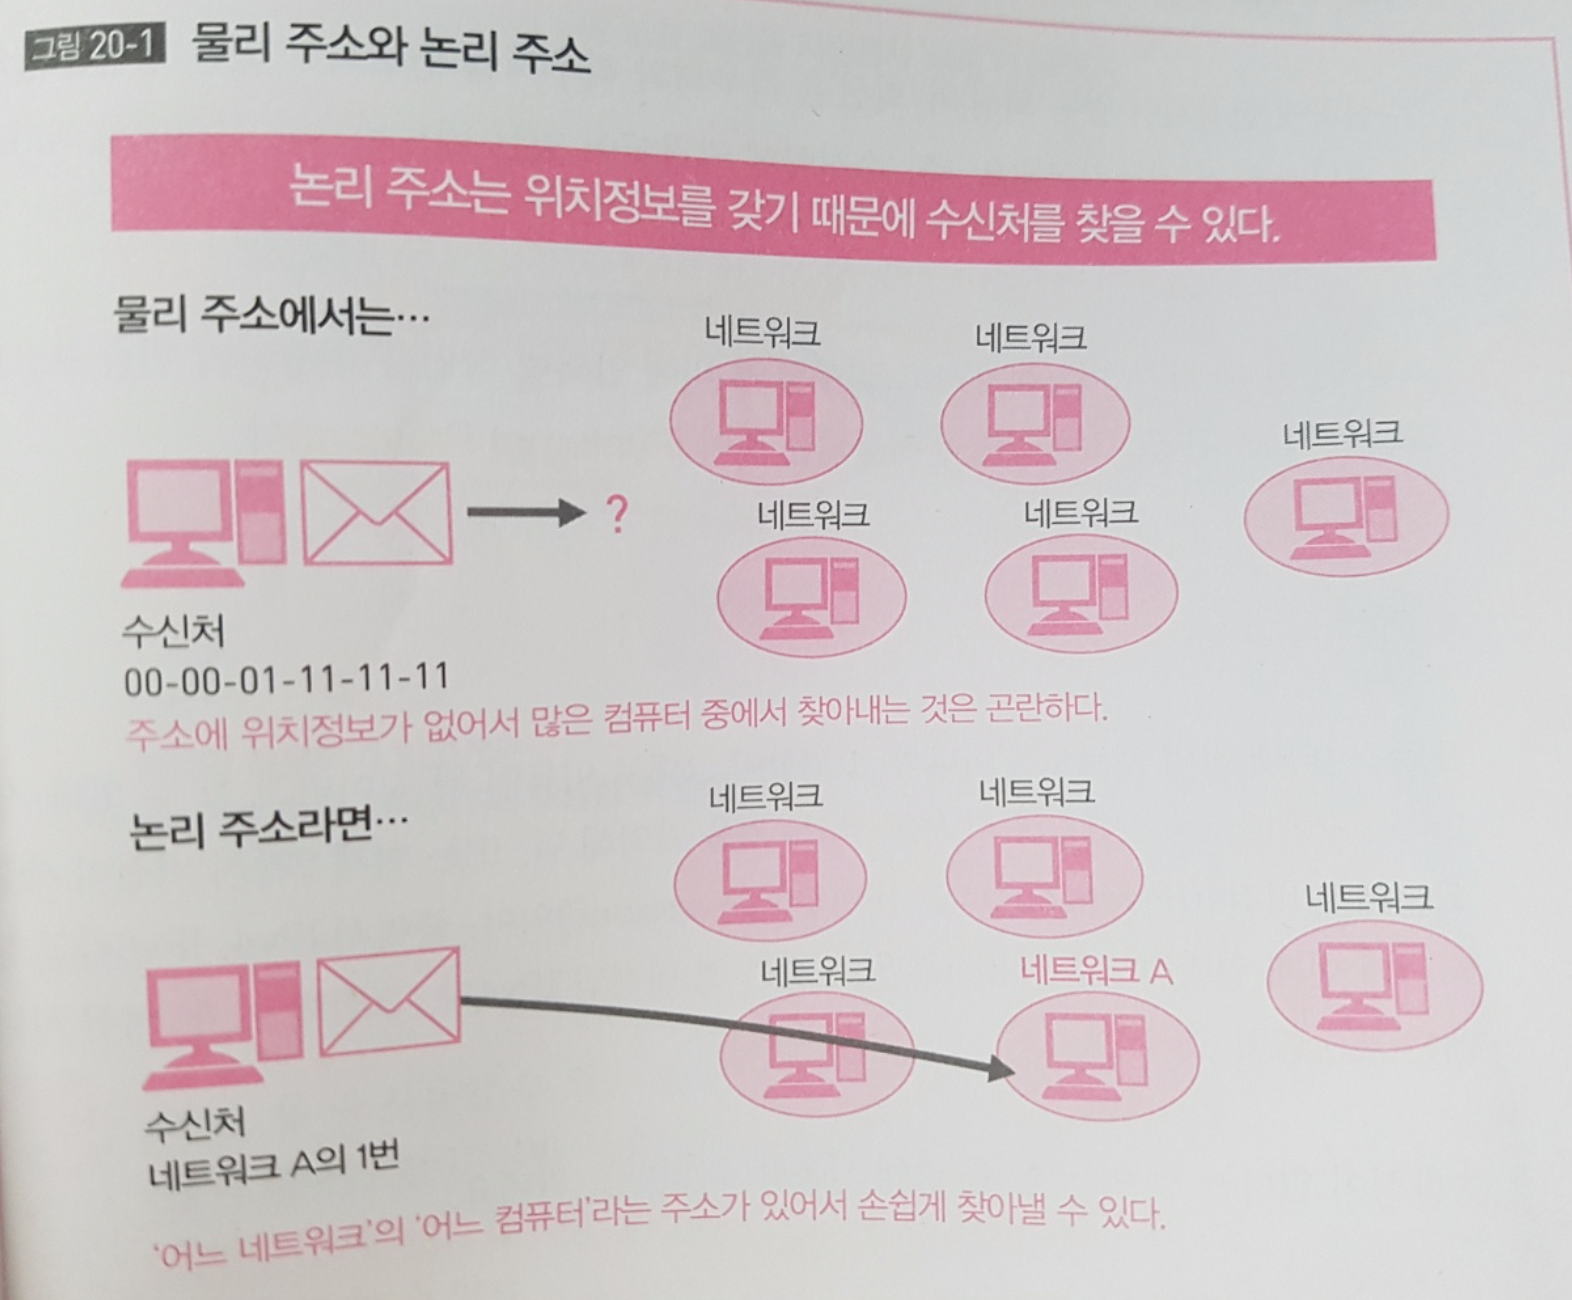 그림 20-1 물리 주소와 논리 주소
논리 주소는 위치정보를 갖기 때문에 수신처를 찾을 수 있다.
물리 주소에서는…
네트워크
네트워크
네트워크
네트워크
네트워크
?
수신처
00-00-01-11-11-11
주소에 위치정보가 없어서 많은 컴퓨터 중에서 찾아내는 것은 곤란하다.
논리 주소라면…
네트워크
네트워크
네트워크
네트워크
네트워크 A
수신처
네트워크 A의 1번
'어느 네트워크'의 '어느 컴퓨터'라는 주소가 있어서 손쉽게 찾아낼 수 있다.